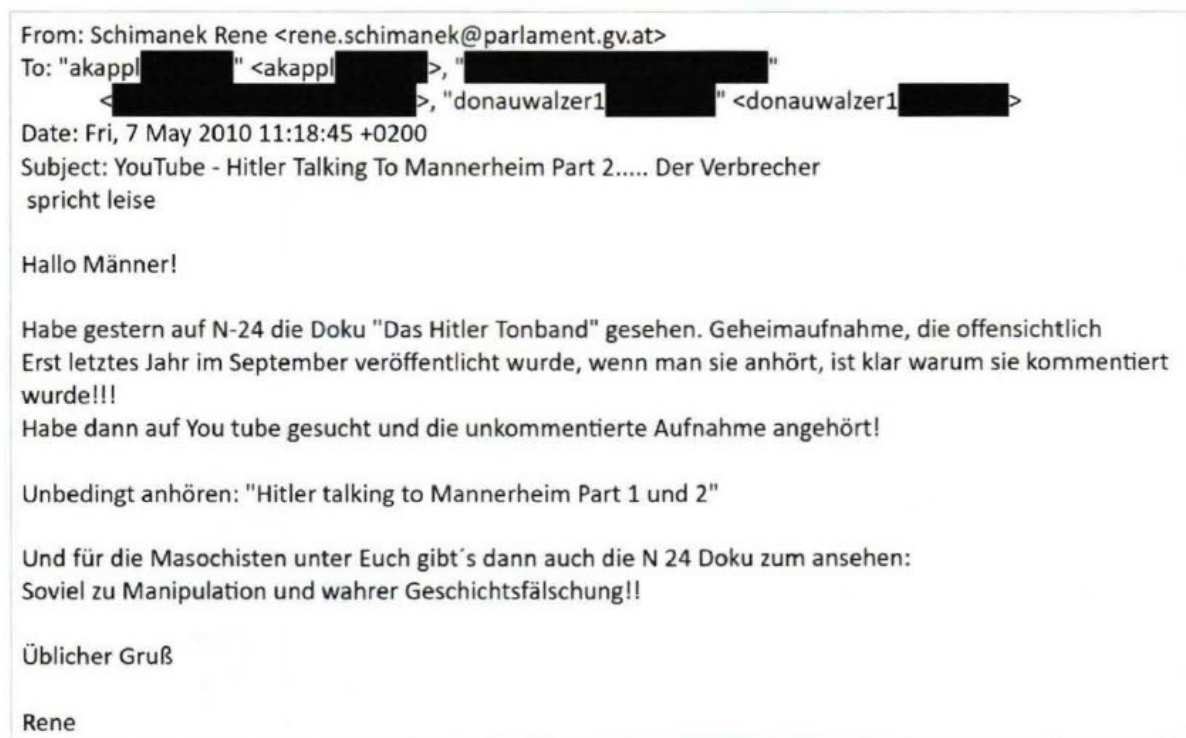 From: Schimanek Rene <rene.schimanek@parlament.gv.at>
To: "akappl " <akappl >, " "
< >, "donauwalzer1 " <donauwalzer1 >
Date: Fri, 7 May 2010 11:18:45 +0200
Subject: YouTube - Hitler Talking To Mannerheim Part 2..... Der Verbrecher
spricht leise
Hallo Männer!
Habe gestern auf N-24 die Doku "Das Hitler Tonband" gesehen. Geheimaufnahme, die offensichtlich
Erst letztes Jahr im September veröffentlicht wurde, wenn man sie anhört, ist klar warum sie kommentiert
wurde!!!
Habe dann auf You tube gesucht und die unkommentierte Aufnahme angehört!
Unbedingt anhören: "Hitler talking to Mannerheim Part 1 und 2"
Und für die Masochisten unter Euch gibt´s dann auch die N 24 Doku zum ansehen:
Soviel zu Manipulation und wahrer Geschichtsfälschung!!
Üblicher Gruß
Rene